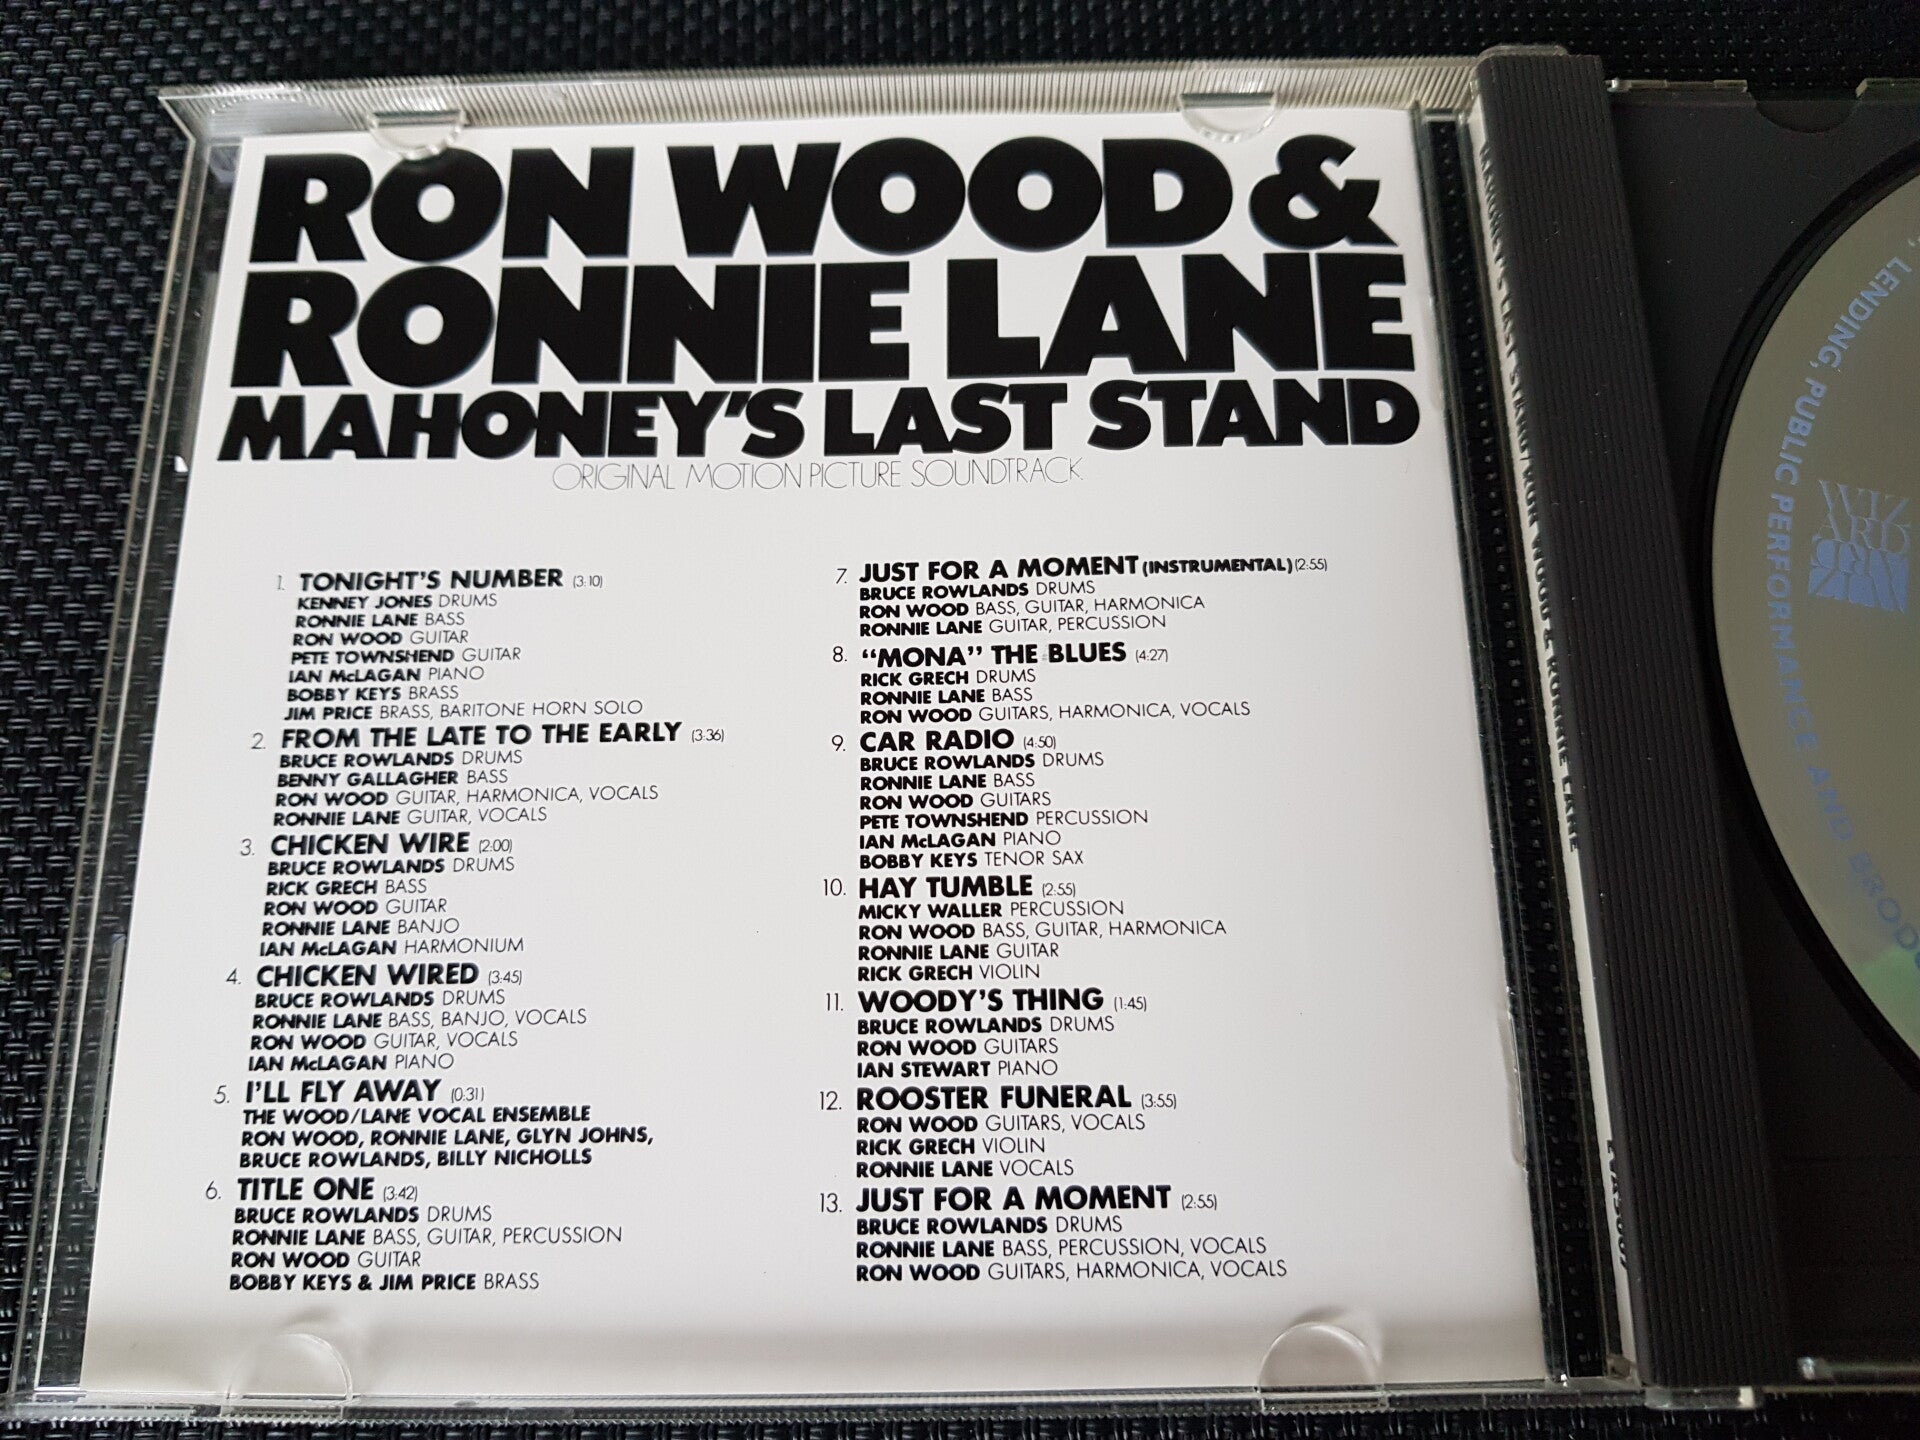 RON WOOD &
RONNIE LANE
MAHONEY'S LAST STAND
ORIGINAL MOTION PICTURE SOUNDTRACK
1. TONIGHT'S NUMBER (3:10)
KENNEY JONES DRUMS
RONNIE LANE BASS
RON WOOD GUITAR
PETE TOWNSHEND GUITAR
IAN McLAGAN PIANO
BOBBY KEYS BRASS
JIM PRICE BRASS, BARITONE HORN SOLO
2. FROM THE LATE TO THE EARLY (3:36)
BRUCE ROWLANDS DRUMS
BENNY GALLAGHER BASS
RON WOOD GUITAR, HARMONICA, VOCALS
RONNIE LANE GUITAR, VOCALS
3. CHICKEN WIRE (2:00)
BRUCE ROWLANDS DRUMS
RICK GRECH BASS
RON WOOD GUITAR
RONNIE LANE BANJO
IAN McLAGAN HARMONIUM
4. CHICKEN WIRED (3:45)
BRUCE ROWLANDS DRUMS
RONNIE LANE BASS, BANJO, VOCALS
RON WOOD GUITAR, VOCALS
IAN McLAGAN PIANO
5. I'LL FLY AWAY (0:31)
THE WOOD/LANE VOCAL ENSEMBLE
RON WOOD, RONNIE LANE, GLYN JOHNS,
BRUCE ROWLANDS, BILLY NICHOLLS
6. TITLE ONE (3:42)
BRUCE ROWLANDS DRUMS
RONNIE LANE BASS, GUITAR, PERCUSSION
RON WOOD GUITAR
BOBBY KEYS & JIM PRICE BRASS
7. JUST FOR A MOMENT (INSTRUMENTAL) (2:55)
BRUCE ROWLANDS DRUMS
RON WOOD BASS, GUITAR, HARMONICA
RONNIE LANE GUITAR, PERCUSSION
8. "MONA" THE BLUES (4:27)
RICK GRECH DRUMS
RONNIE LANE BASS
RON WOOD GUITARS, HARMONICA, VOCALS
9. CAR RADIO (4:50)
BRUCE ROWLANDS DRUMS
RONNIE LANE BASS
RON WOOD GUITARS
PETE TOWNSHEND PERCUSSION
IAN McLAGAN PIANO
BOBBY KEYS TENOR SAX
10. HAY TUMBLE (2:55)
MICKY WALLER PERCUSSION
RON WOOD BASS, GUITAR, HARMONICA
RONNIE LANE GUITAR
RICK GRECH VIOLIN
11. WOODY'S THING (1:45)
BRUCE ROWLANDS DRUMS
RON WOOD GUITARS
IAN STEWART PIANO
12. ROOSTER FUNERAL (3:55)
RON WOOD GUITARS, VOCALS
RICK GRECH VIOLIN
RONNIE LANE VOCALS
13. JUST FOR A MOMENT (2:55)
BRUCE ROWLANDS DRUMS
RONNIE LANE BASS, PERCUSSION, VOCALS
RON WOOD GUITARS, HARMONICA, VOCALS
MAHONEY'S LAST STAND/RON WOOD & RONNIE LANE
LENDING, PUBLIC PERFORMANCE AND
WIZARD